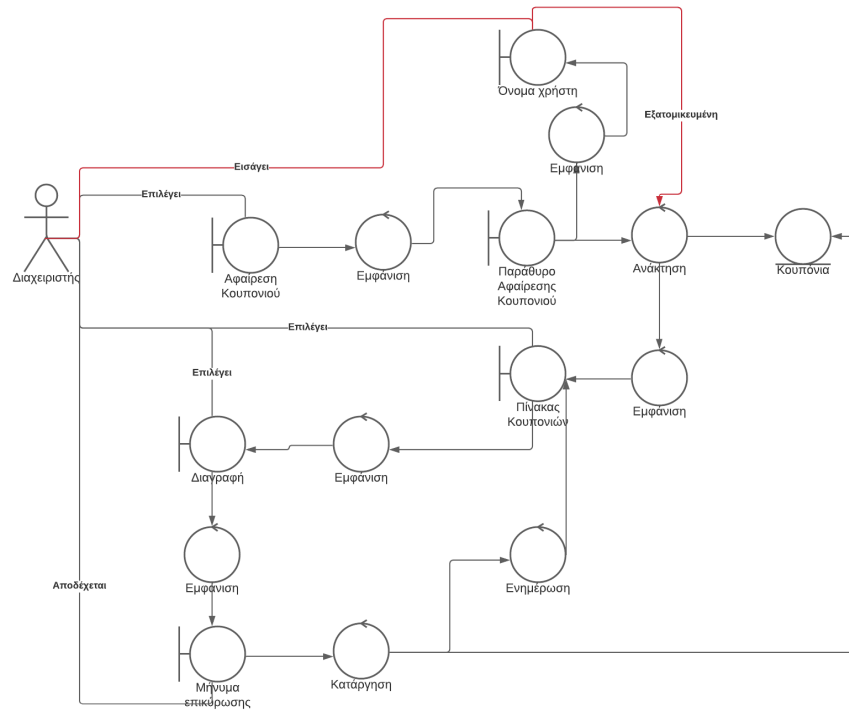 Όνομα χρήστη
Εξατομικευμένη
Εμφάνιση
Εισάγει
Επιλέγει
Διαχειριστής
Αφαίρεση
Κουπονιού
Εμφάνιση
Παράθυρο
Αφαίρεσης
Κουπονιού
Ανάκτηση
Κουπόνια
Επιλέγει
Επιλέγει
Πίνακας
Κουπονιών
Εμφάνιση
Διαγραφή
Εμφάνιση
Αποδέχεται
Εμφάνιση
Ενημέρωση
Μήνυμα
επικύρωσης
Κατάργηση